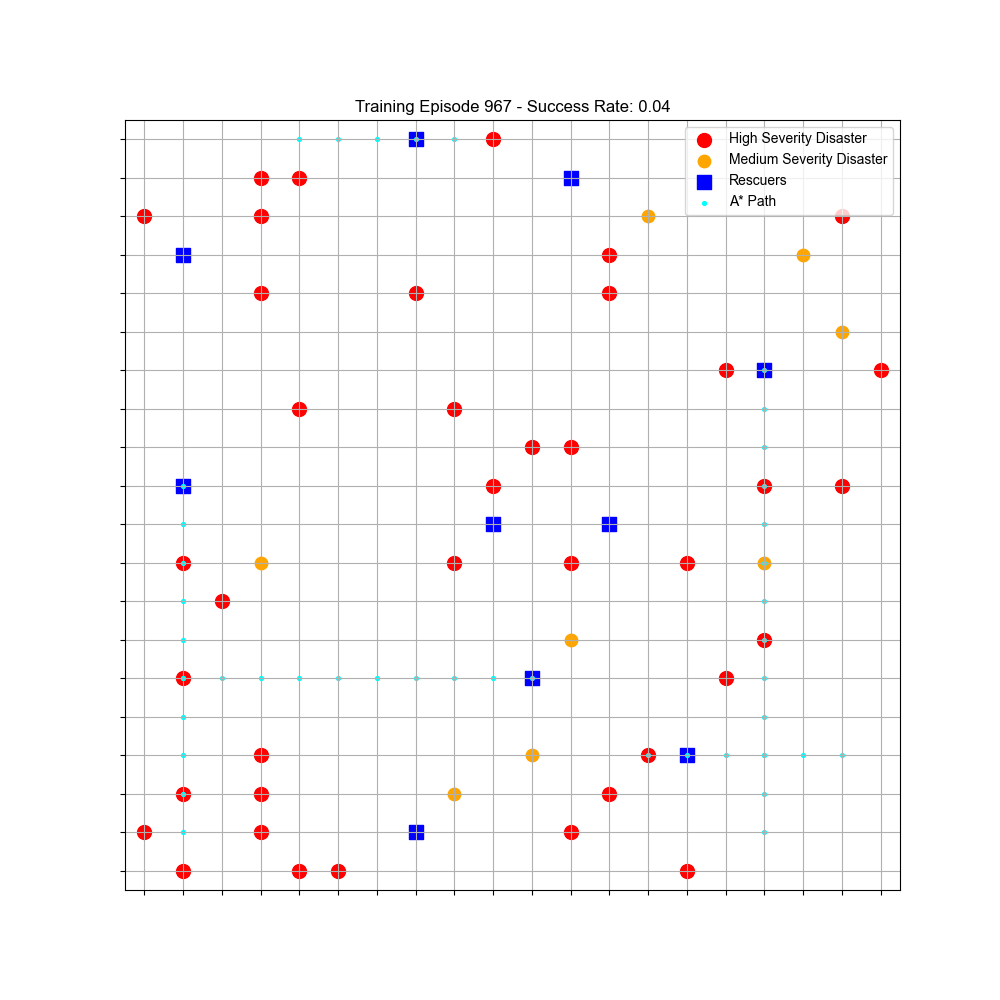 Training Episode 967 - Success Rate: 0.04
High Severity Disaster
Medium Severity Disaster
Rescuers
A* Path